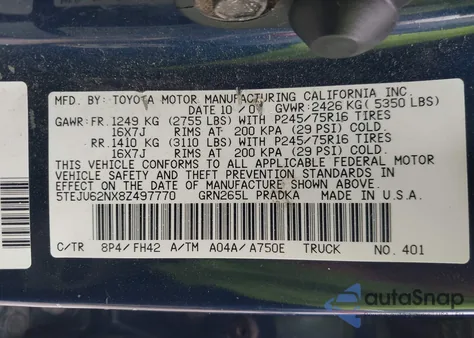 MFD. BY: TOYOTA MOTOR MANUFACTURING CALIFORNIA INC.
DATE 10/0 GVWR: 2426 KG( 5350 LBS)
GAWR: FR. 1249 KG (2755 LBS) WITH P245/75R16 TIRES
16X7J RIMS AT 200 KPA (29 PSI) COLD.
RR. 1410 KG (3110 LBS) WITH P245/75R16 TIRES
16X7J RIMS AT 200 KPA (29 PSI) COLD.
THIS VEHICLE CONFORMS TO ALL APPLICABLE FEDERAL MOTOR
VEHICLE SAFETY AND THEFT PREVENTION STANDARDS IN EFFECT ON
THE DATE OF MANUFACTURE SHOWN ABOVE.
5TEJU62NX8Z497770 GRN265L PRADKA MADE IN U.S.A.
C/TR 8P4/FH42 A/TM A04A/A750E TRUCK NO. 401
autoSnap